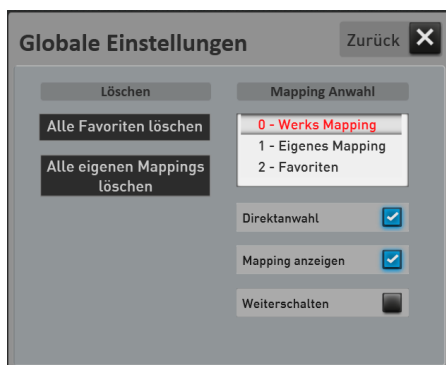 Globale Einstellungen
Zurück
Löschen
Alle Favoriten löschen
Alle eigenen Mappings
löschen
Mapping Anwahl
0 - Werks Mapping
1 - Eigenes Mapping
2 - Favoriten
Direktanwahl
Mapping anzeigen
Weiterschalten